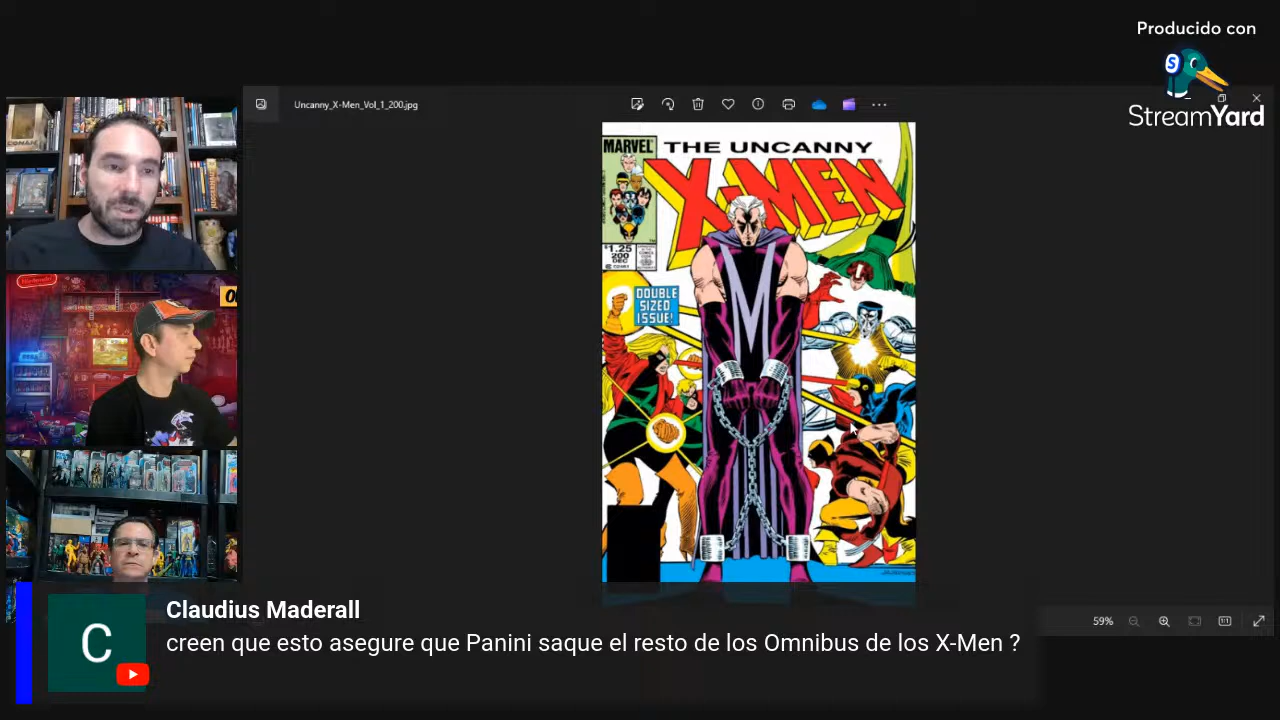 Producido con
StreamYard
Uncanny_X-Men_Vol_1_200.jpg
MARVEL
THE UNCANNY
X-MEN
$1.25
200
DEC
DOUBLE
SIZED
ISSUE!
M
CONAN
59%
Claudius Maderall
C
creen que esto asegure que Panini saque el resto de los Omnibus de los X-Men ?